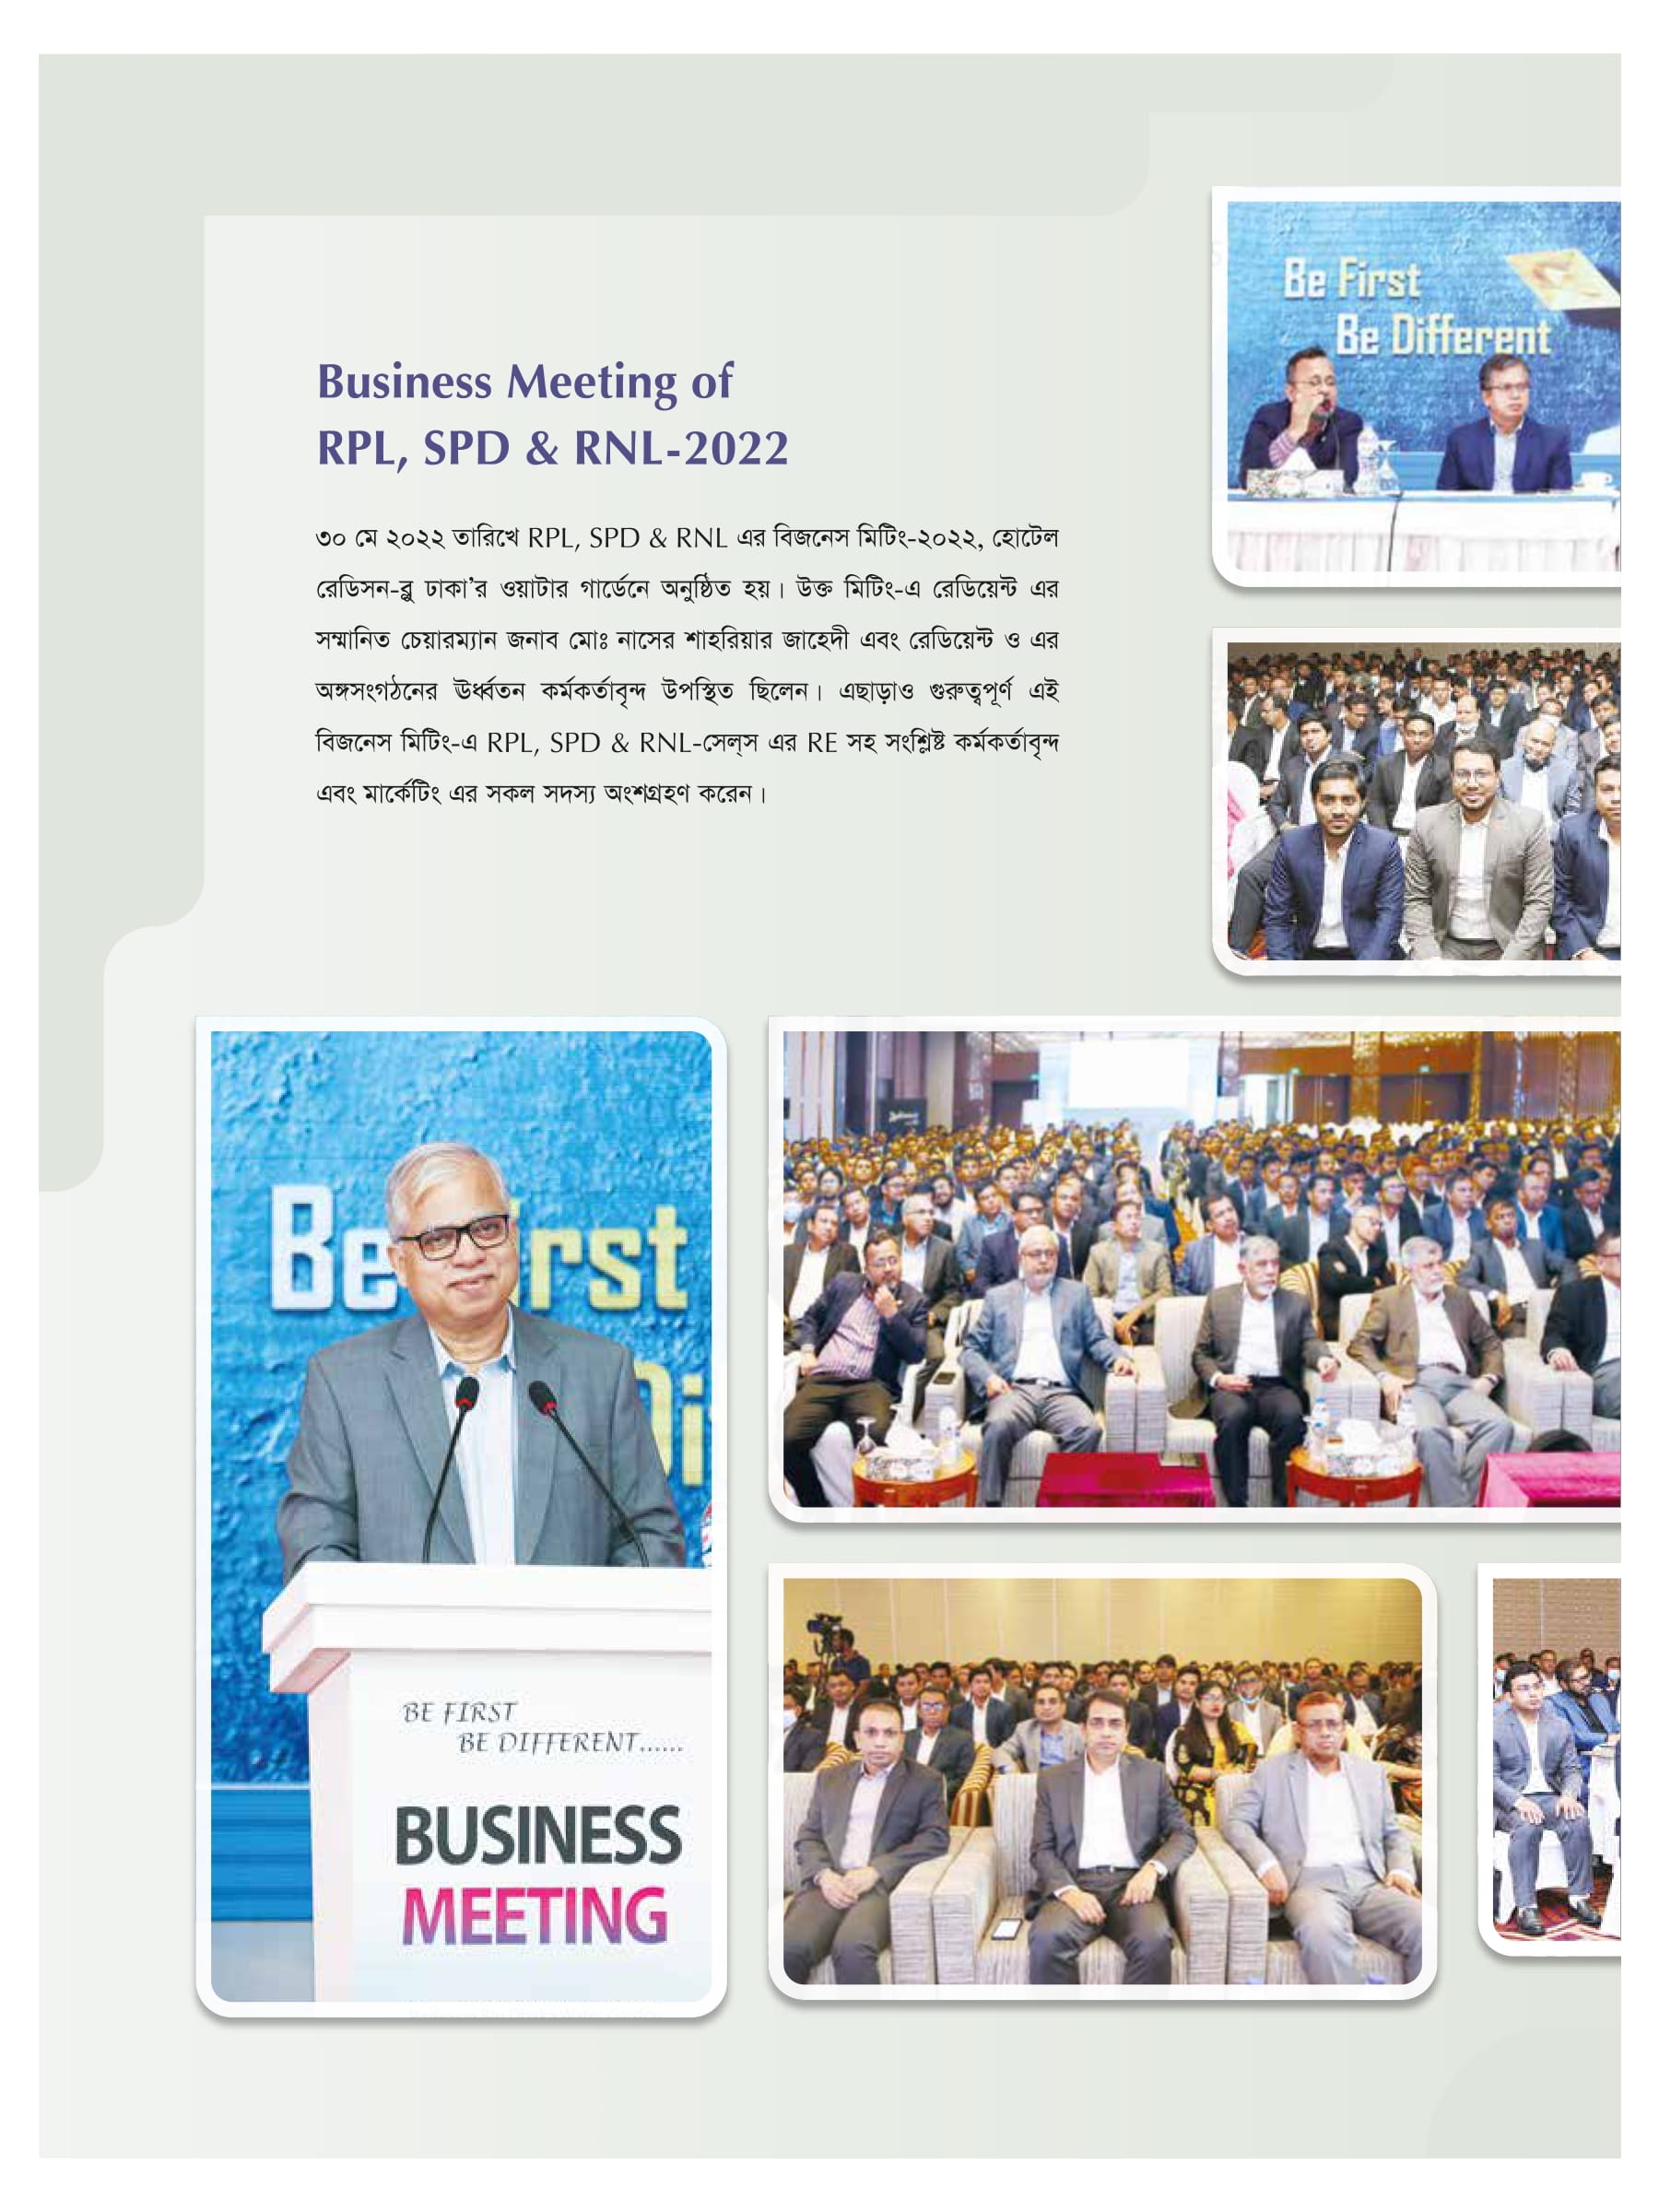 Business Meeting of
RPL, SPD & RNL-2022
৩০ মে ২০২২ তারিখে RPL, SPD & RNL এর বিজনেস মিটিং-২০২২, হোটেল
রেডিসন-ব্লু ঢাকা'র ওয়াটার গার্ডেনে অনুষ্ঠিত হয়। উক্ত মিটিং-এ রেডিয়েন্ট এর
সম্মানিত চেয়ারম্যান জনাব মোঃ নাসের শাহরিয়ার জাহেদী এবং রেডিয়েন্ট ও এর
অঙ্গসংগঠনের ঊর্ধ্বতন কর্মকর্তাবৃন্দ উপস্থিত ছিলেন। এছাড়াও গুরুত্বপূর্ণ এই
বিজনেস মিটিং-এ RPL, SPD & RNL-সেল্‌স এর RE সহ সংশ্লিষ্ট কর্মকর্তাবৃন্দ
এবং মার্কেটিং এর সকল সদস্য অংশগ্রহণ করেন।
Be First
Be Different
Be rst
Di
BE FIRST
BE DIFFERENT......
BUSINESS
MEETING